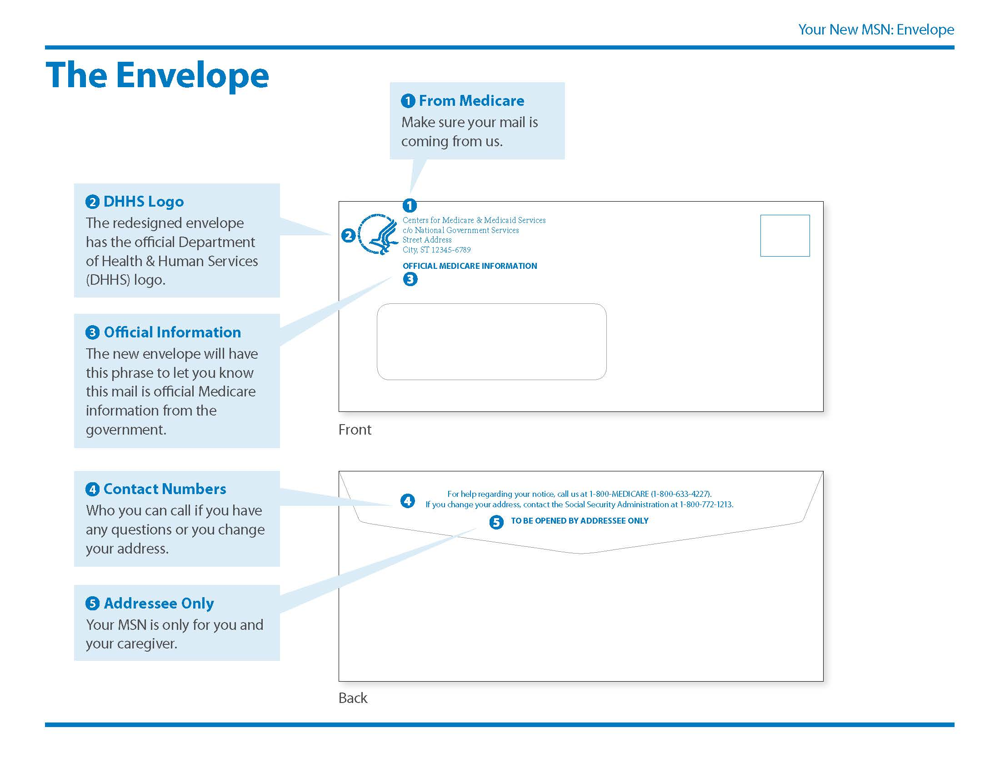 Your New MSN: Envelope
The Envelope
1 From Medicare
Make sure your mail is
coming from us.
2 DHHS Logo
The redesigned envelope
has the official Department
of Health & Human Services
(DHHS) logo.
3 Official Information
The new envelope will have
this phrase to let you know
this mail is official Medicare
information from the
government.
1
2
Centers for Medicare & Medicaid Services
c/o National Government Services
Street Address
City, ST 12345-6789
OFFICIAL MEDICARE INFORMATION
3
Front
4 Contact Numbers
Who you can call if you have
any questions or you change
your address.
5 Addressee Only
Your MSN is only for you and
your caregiver.
4
For help regarding your notice, call us at 1-800-MEDICARE (1-800-633-4227).
If you change your address, contact the Social Security Administration at 1-800-772-1213.
5 TO BE OPENED BY ADDRESSEE ONLY
Back